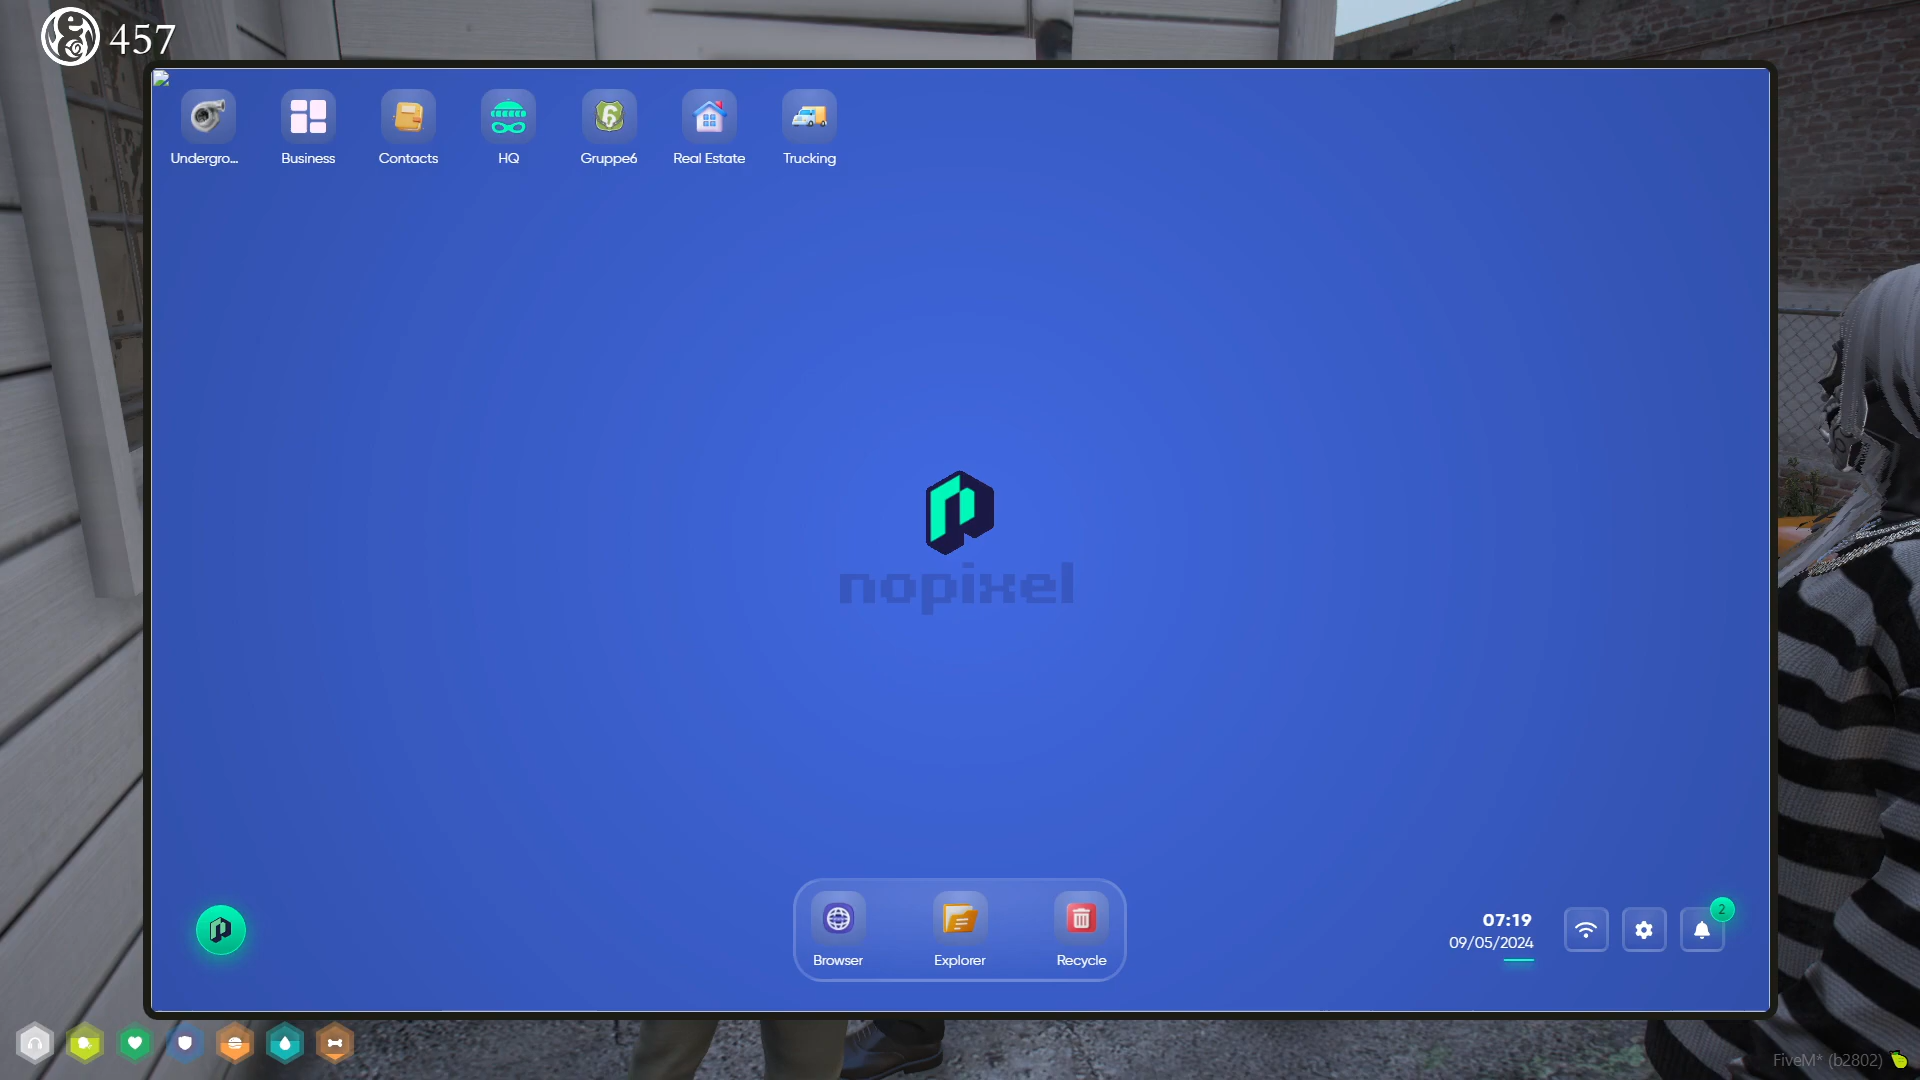 457
Undergro...
Business
Contacts
HQ
Gruppe6
Real Estate
Trucking
nopixel
Browser
Explorer
Recycle
07:19
09/05/2024
2
FiveM* (b2802)